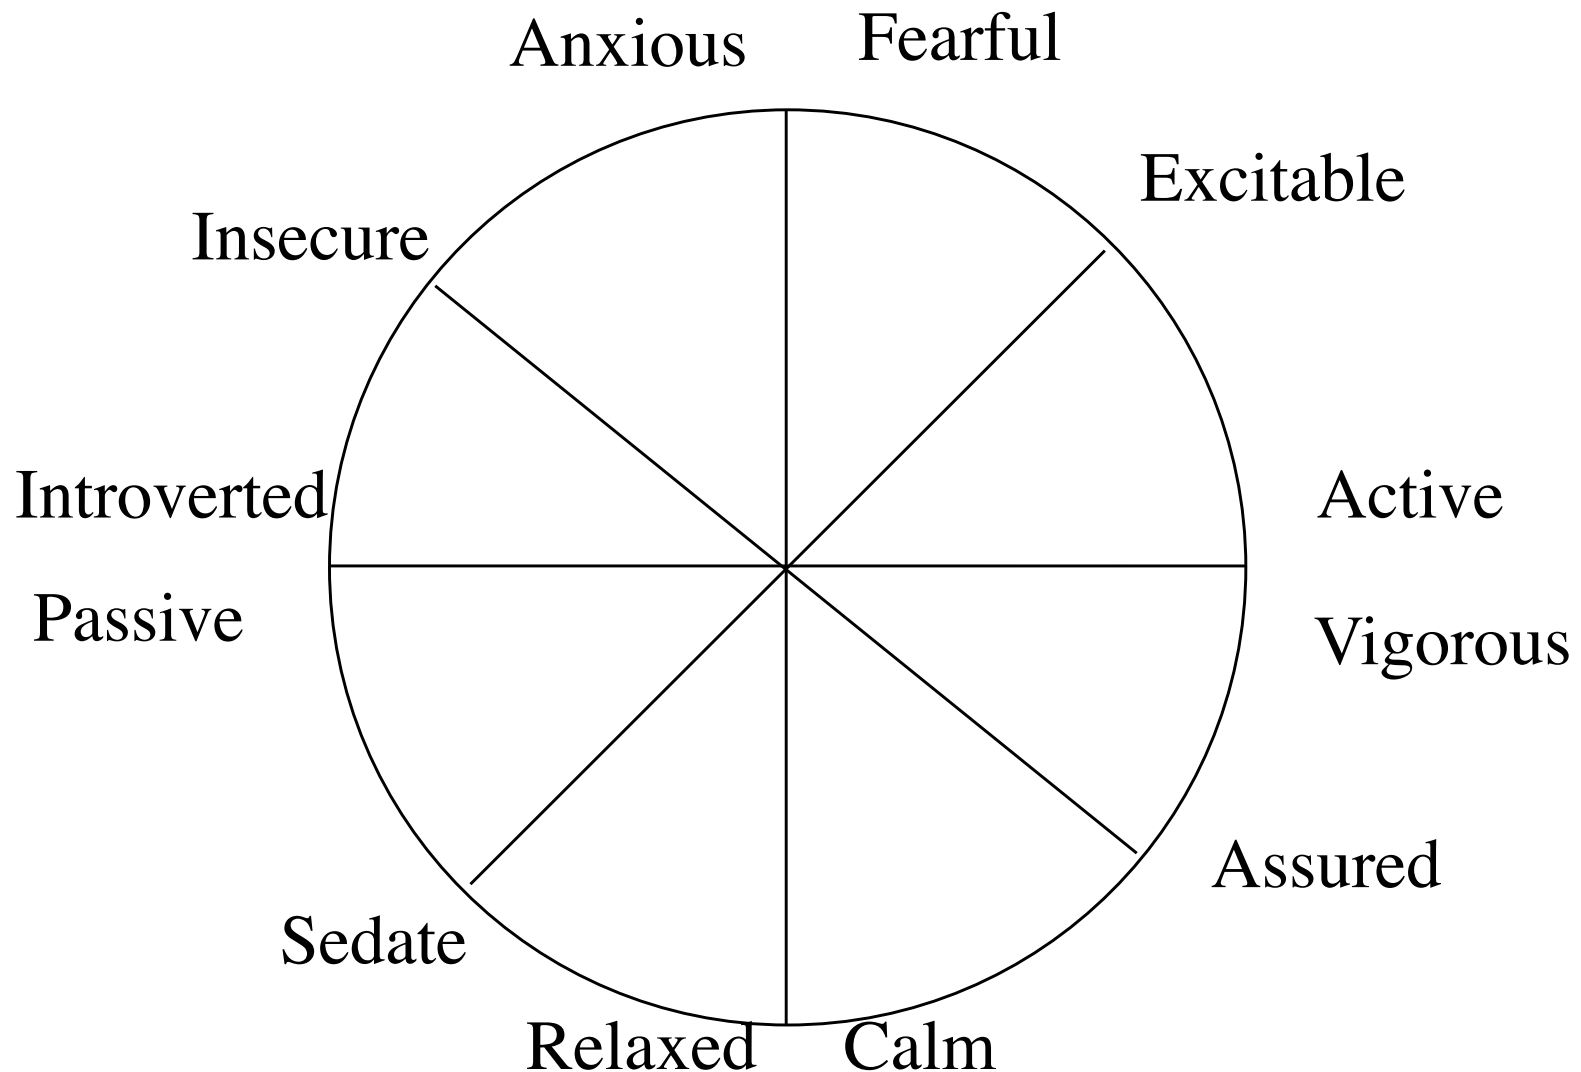 Anxious Fearful
Excitable
Insecure
Introverted Active
Passive Vigorous
Assured
Sedate
Relaxed Calm